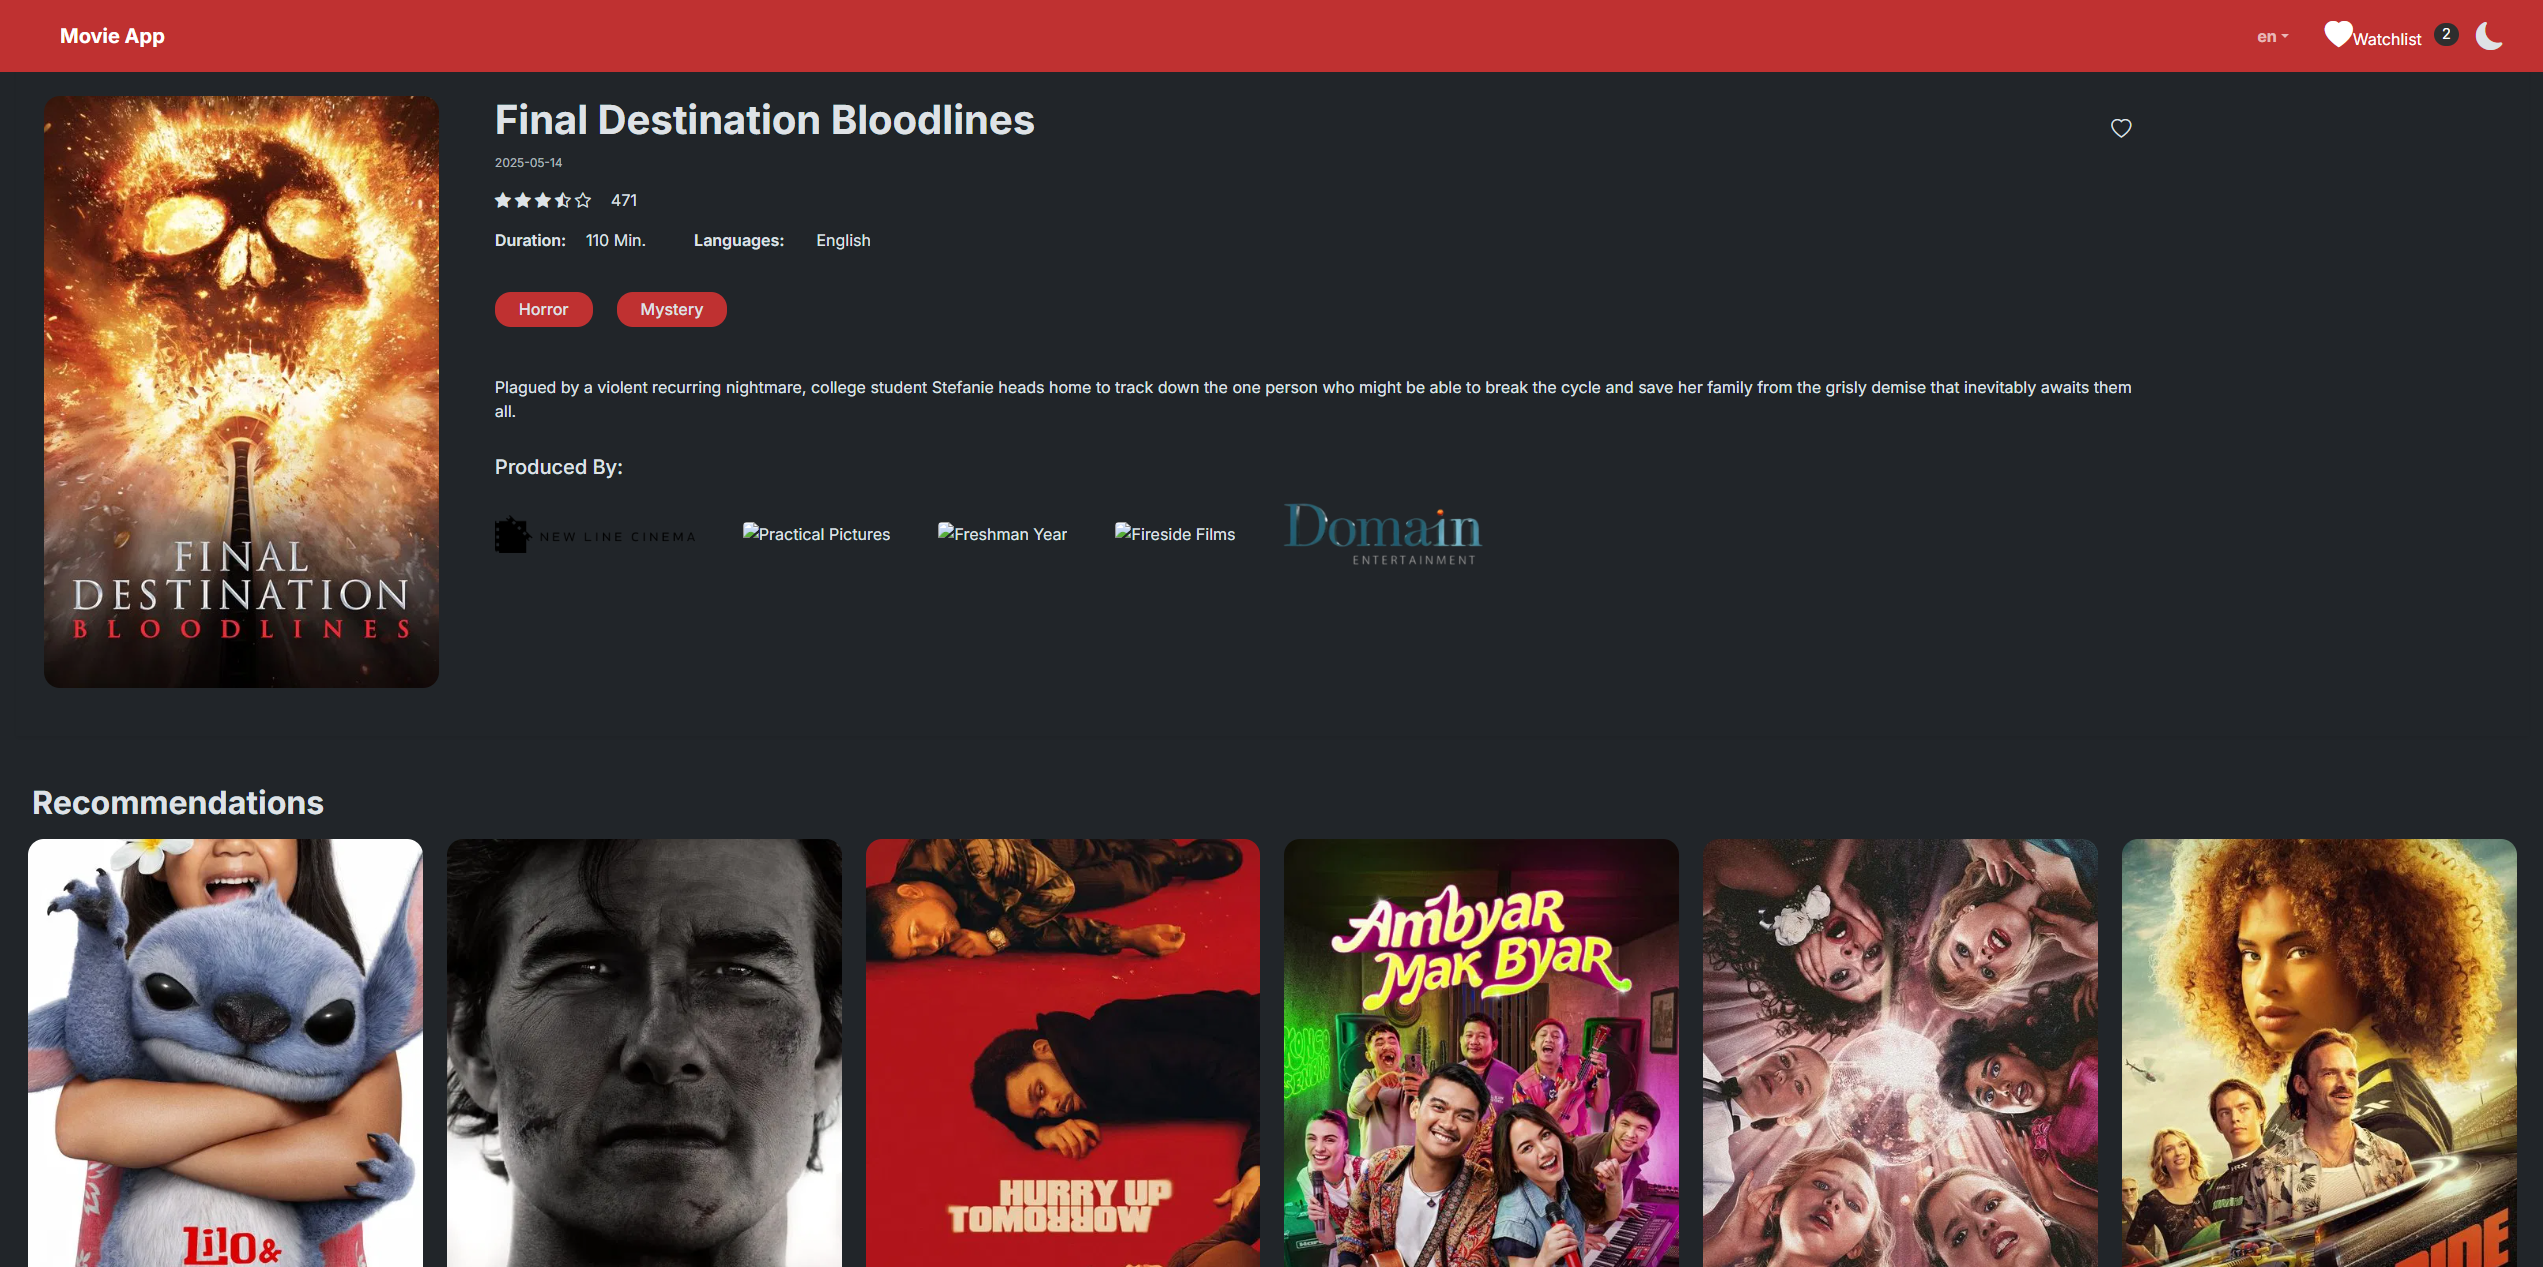 Movie App
en
Watchlist
2
Final Destination Bloodlines
2025-05-14
471
Duration: 110 Min. Languages: English
Horror Mystery
Plagued by a violent recurring nightmare, college student Stefanie heads home to track down the one person who might be able to break the cycle and save her family from the grisly demise that inevitably awaits them
all.
Produced By:
NEW LINE CINEMA
Practical Pictures
Freshman Year
Fireside Films
Domain
ENTERTAINMENT
FINAL
DESTINATION
BLOODLINES
Recommendations
Lilo &
HURRY UP
TOMORROW
AMBYAR
MAK BYAR